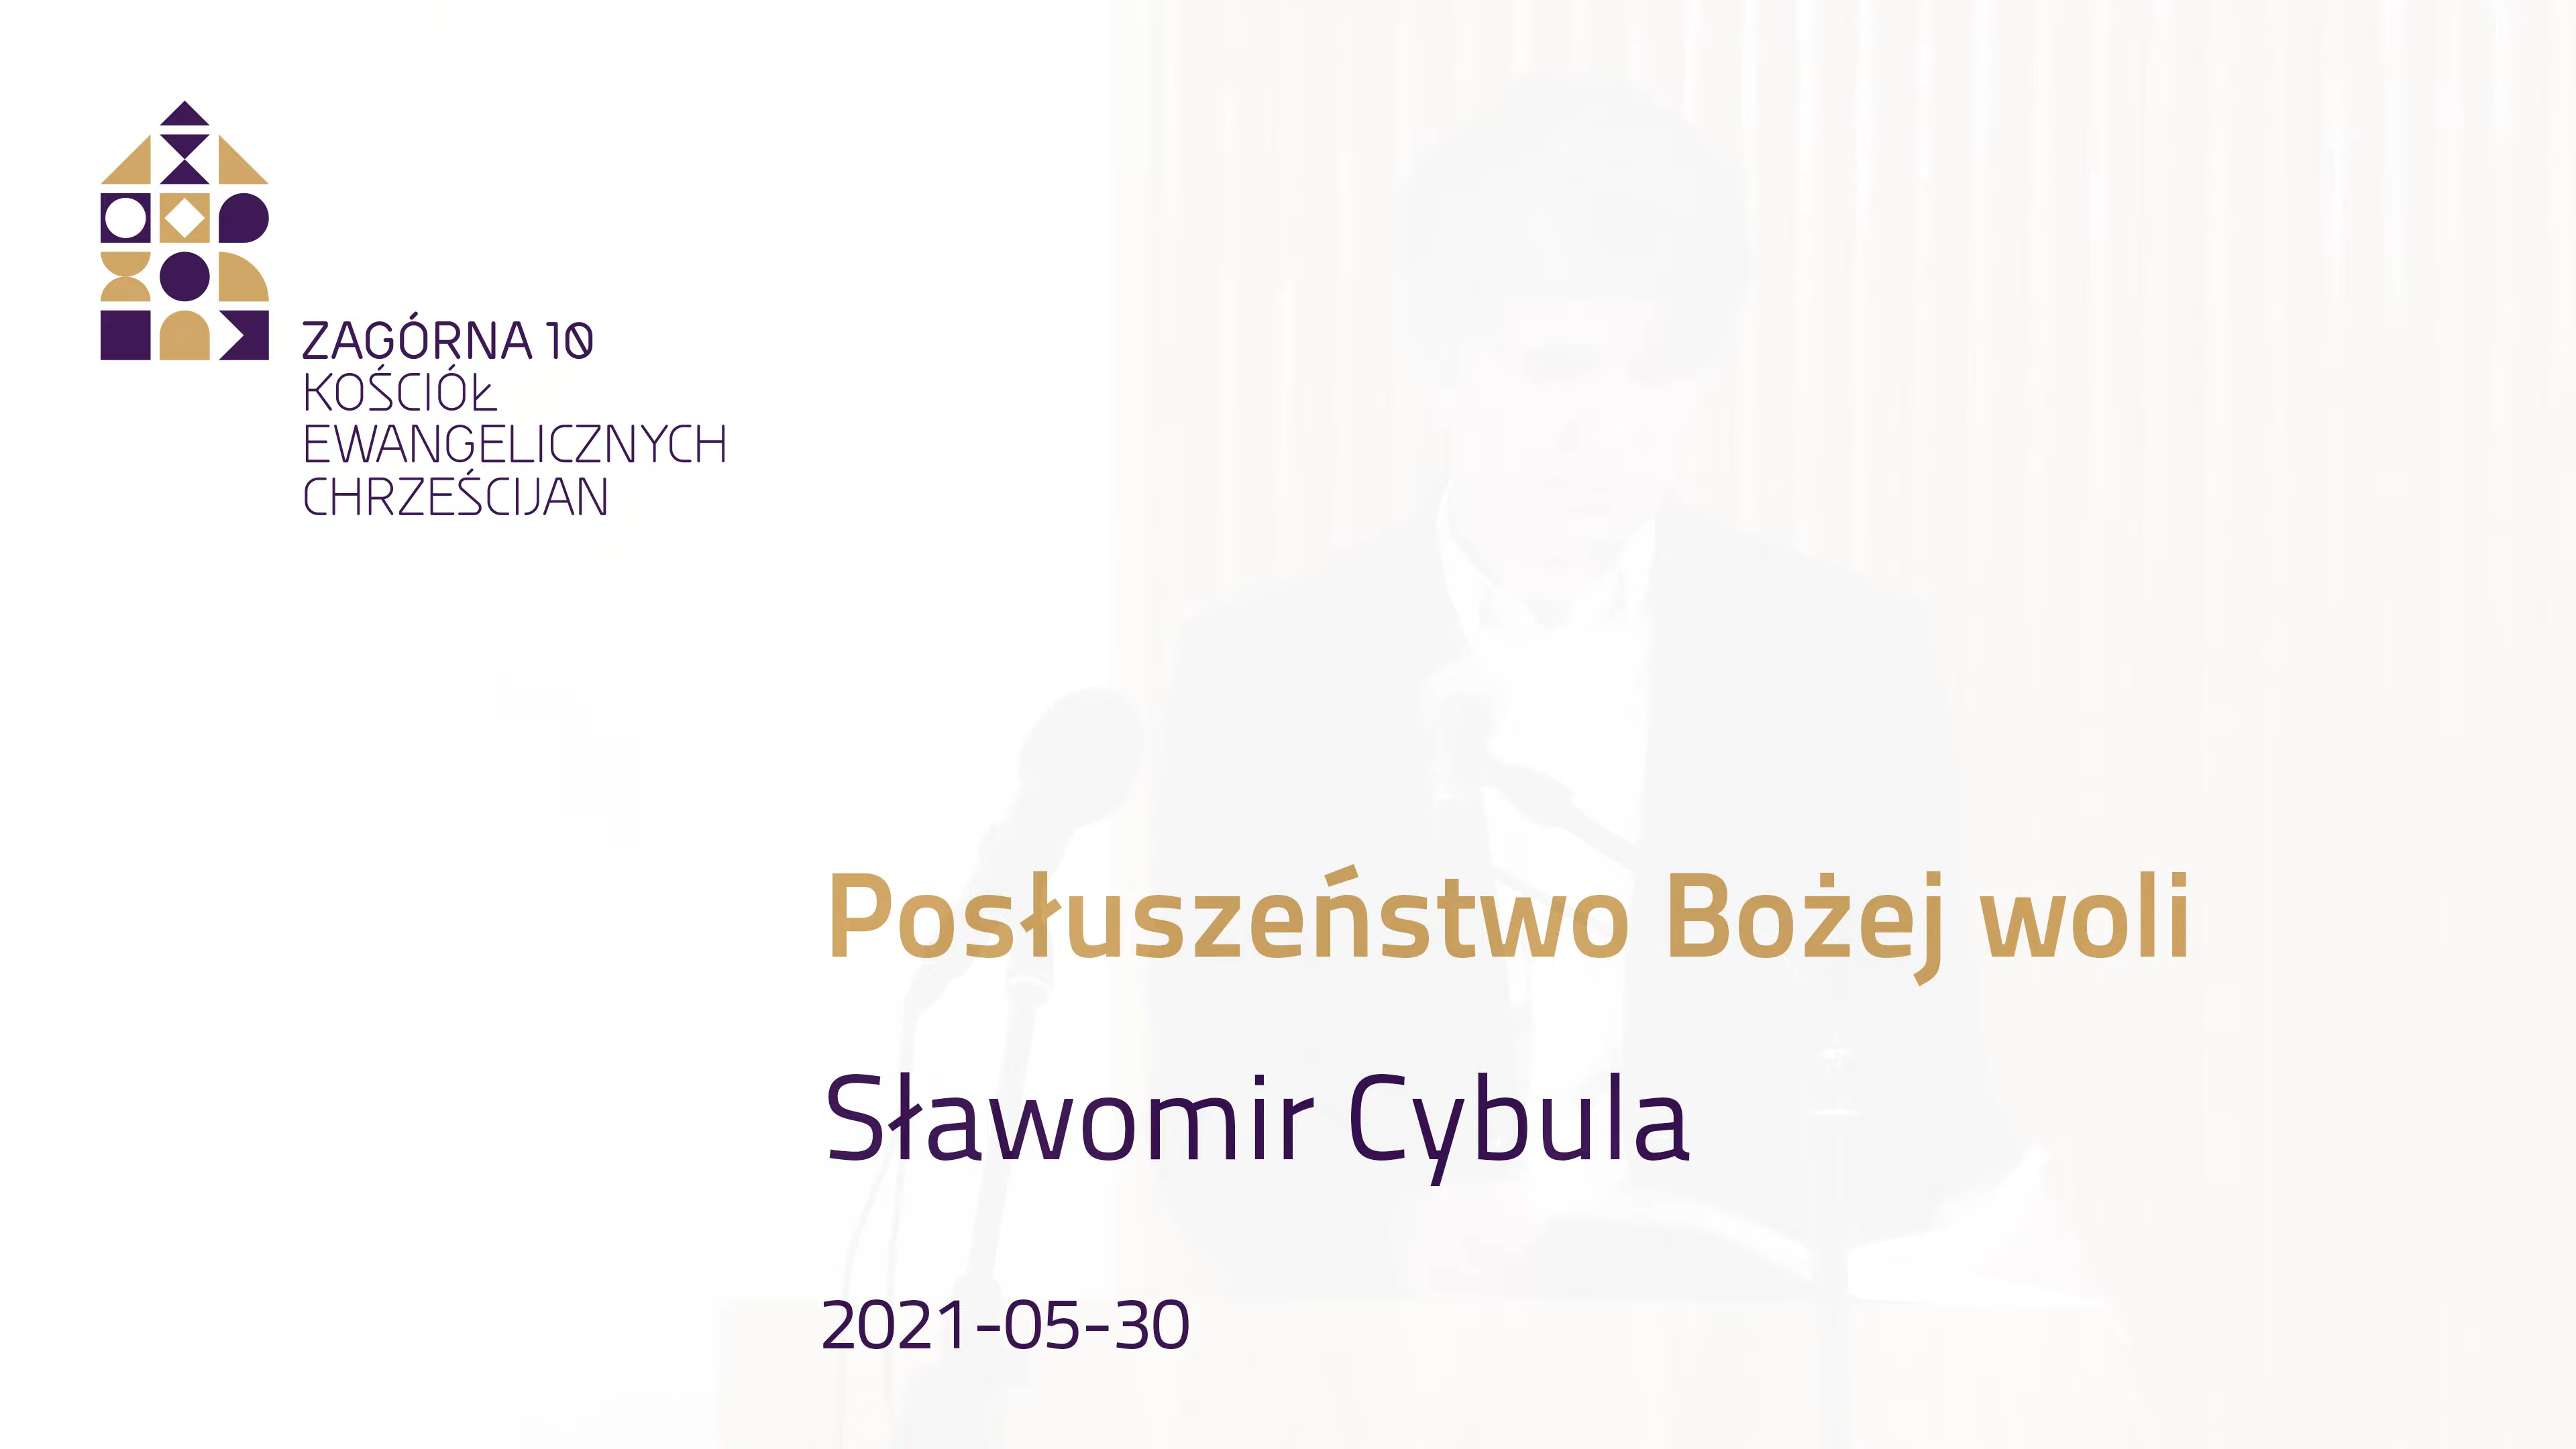 ZAGÓRNA 10
KOŚCIÓŁ
EWANGELICZNYCH
CHRZEŚCIJAN
Posłuszeństwo Bożej woli
Sławomir Cybula
2021-05-30